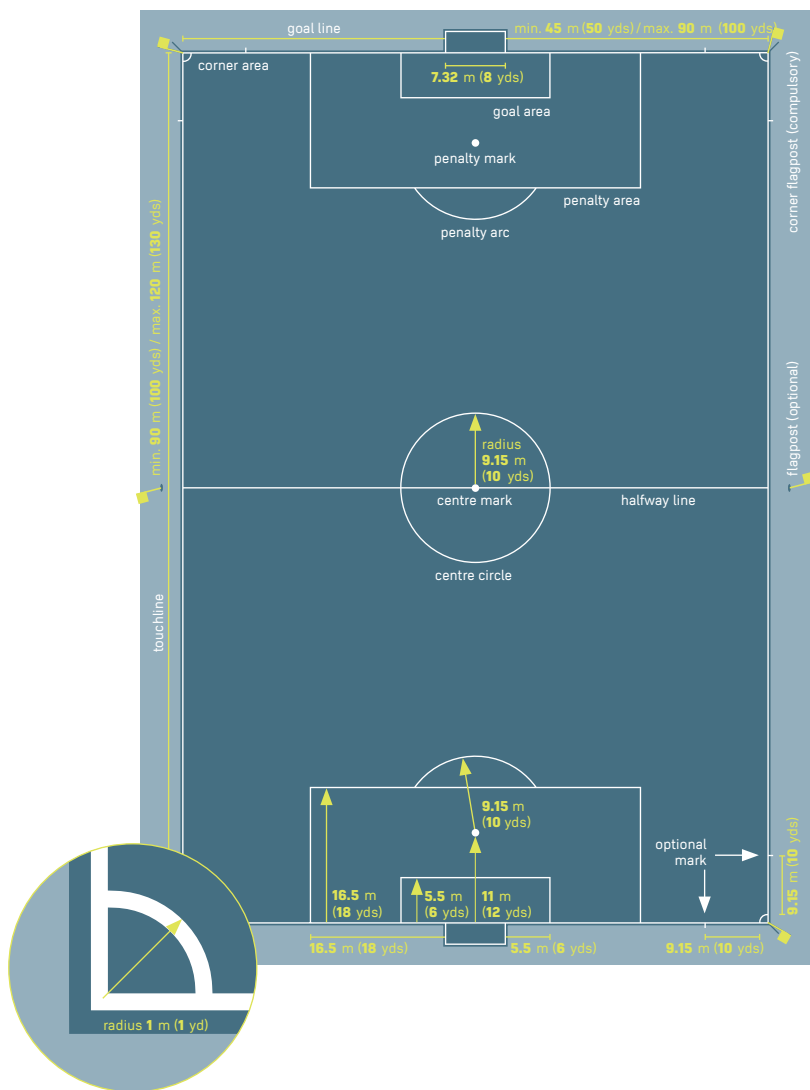 goal line
min. 45 m (50 yds) / max. 90 m (100 yds)
corner area
7.32 m (8 yds)
goal area
penalty mark
penalty area
penalty arc
corner flagpost (compulsory)
min. 90 m (100 yds) / max. 120 m (130 yds)
flagpost (optional)
radius
9.15 m
(10 yds)
centre mark
halfway line
centre circle
touchline
9.15 m
(10 yds)
optional
mark
9.15 m (10 yds)
16.5 m
(18 yds)
5.5 m
(6 yds)
11 m
(12 yds)
16.5 m (18 yds)
5.5 m (6 yds)
9.15 m (10 yds)
radius 1 m (1 yd)